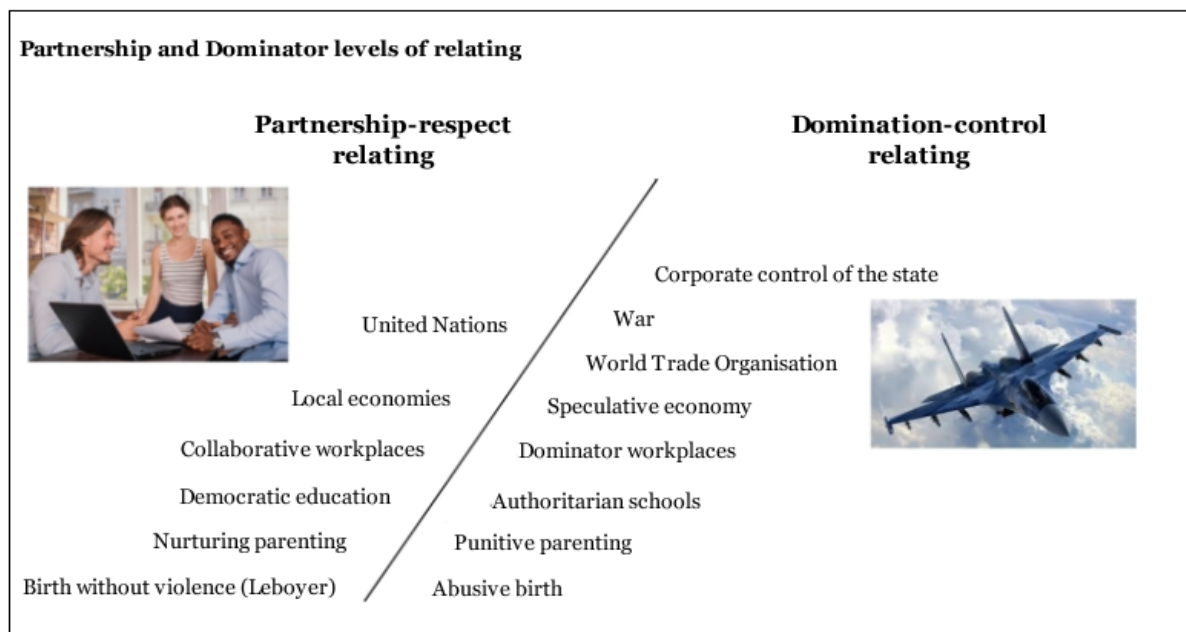 Partnership and Dominator levels of relating
Partnership-respect
relating
Domination-control
relating
Corporate control of the state
United Nations
War
World Trade Organisation
Local economies
Speculative economy
Collaborative workplaces
Dominator workplaces
Democratic education
Authoritarian schools
Nurturing parenting
Punitive parenting
Birth without violence (Leboyer)
Abusive birth